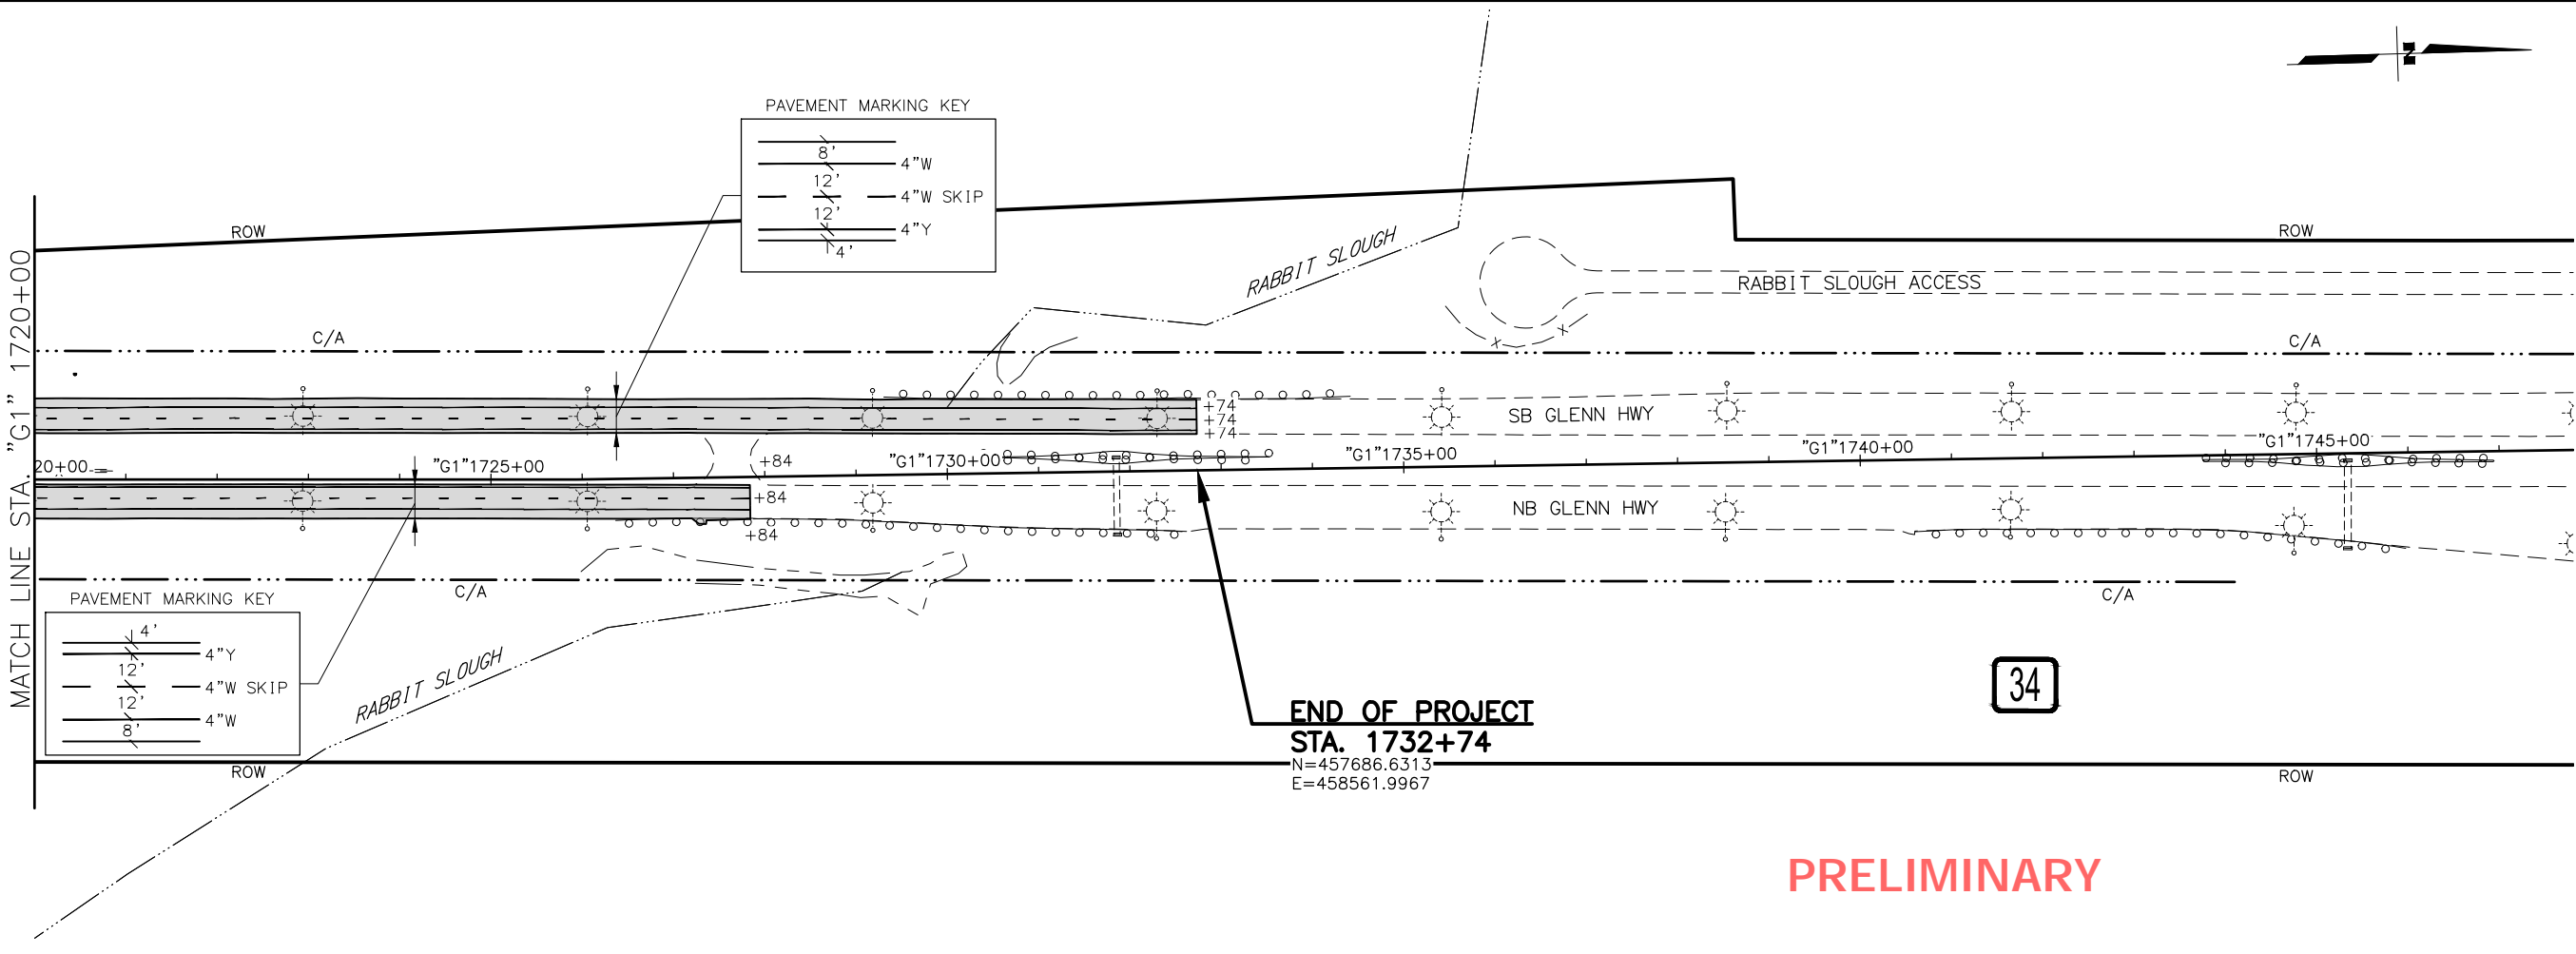 PAVEMENT MARKING KEY
8'
4"W
12'
4"W SKIP
12'
4"Y
4'
ROW
ROW
RABBIT SLOUGH
RABBIT SLOUGH ACCESS
MATCH LINE STA. "G1" 1720+00
C/A
C/A
+74
+74
+74
SB GLENN HWY
20+00
"G1"1725+00
+84
"G1"1730+00
"G1"1735+00
"G1"1740+00
"G1"1745+00
+84
+84
NB GLENN HWY
C/A
C/A
PAVEMENT MARKING KEY
4'
4"Y
12'
4"W SKIP
12'
4"W
8'
RABBIT SLOUGH
34
END OF PROJECT
STA. 1732+74
N=457686.6313
E=458561.9967
ROW
ROW
PRELIMINARY